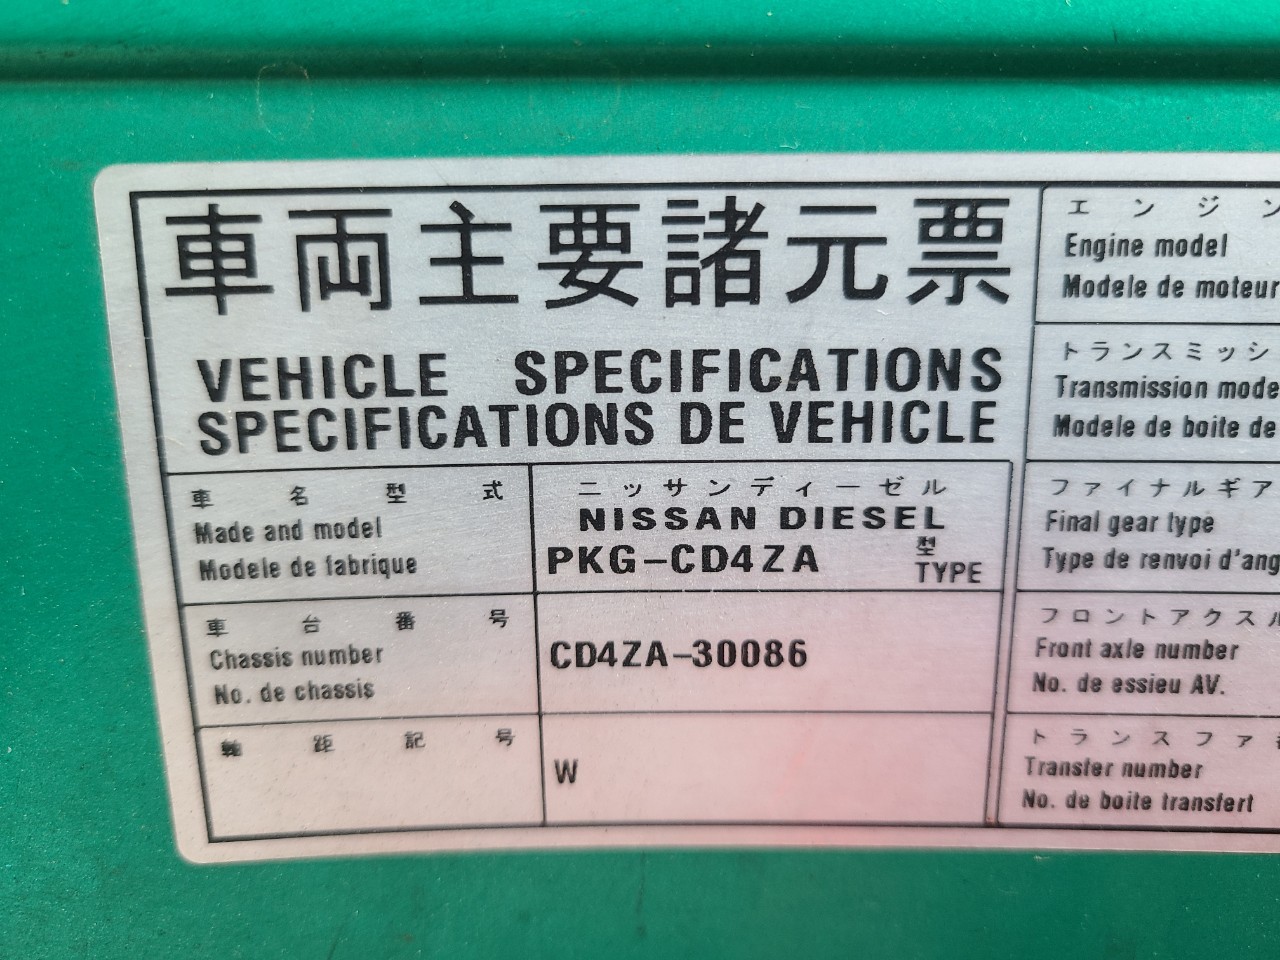 車両主要諸元票
VEHICLE SPECIFICATIONS
SPECIFICATIONS DE VEHICLE
車名型式
Made and model
Modele de fabrique
ニッサンディーゼル
NISSAN DIESEL
PKG-CD4ZA 型
TYPE
車台番号
Chassis number
No. de chassis
CD4ZA-30086
軸距記号
W
エンジン
Engine model
Modele de moteur
トランスミッシ
Transmission mode
Modele de boite de
ファイナルギア
Final gear type
Type de renvoi d'ang
フロントアクスル
Front axle number
No. de essieu AV.
トランスファ
Transfer number
No. de boite transfert